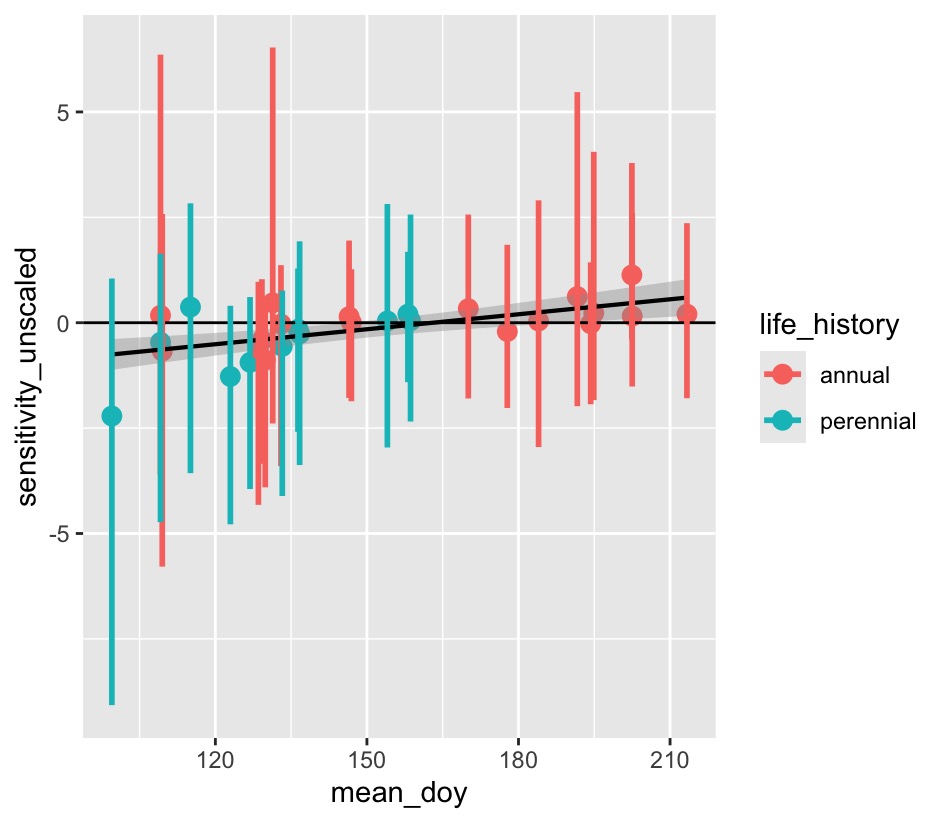 5
0
-5
sensitivity_unscaled
120 150 180 210
mean_doy
life_history
annual
perennial